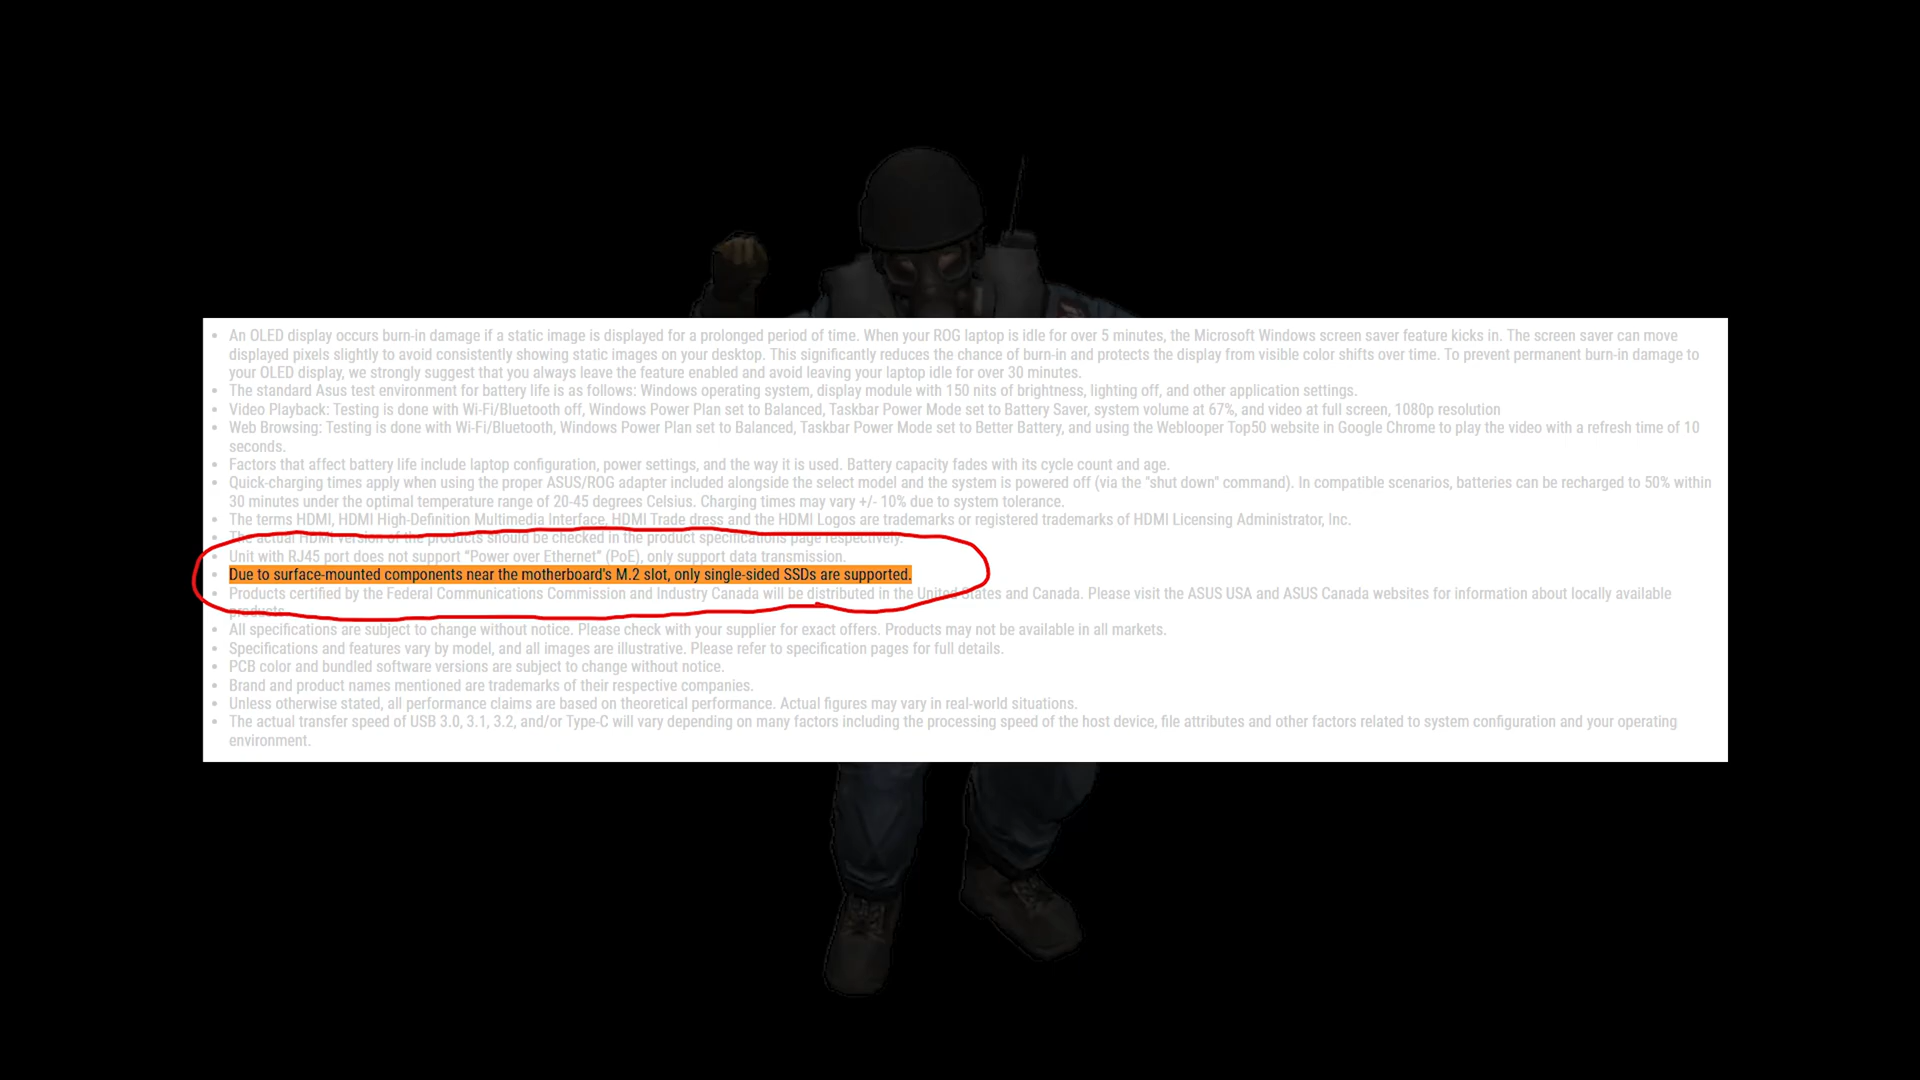 An OLED display occurs burn-in damage if a static image is displayed for a prolonged period of time. When your ROG laptop is idle for over 5 minutes, the Microsoft Windows screen saver feature kicks in. The screen saver can move
displayed pixels slightly to avoid consistently showing static images on your desktop. This significantly reduces the chance of burn-in and protects the display from visible color shifts over time. To prevent permanent burn-in damage to
your OLED display, we strongly suggest that you always leave the feature enabled and avoid leaving your laptop idle for over 30 minutes.
The standard Asus test environment for battery life is as follows: Windows operating system, display module with 150 nits of brightness, lighting off, and other application settings.
Video Playback: Testing is done with Wi-Fi/Bluetooth off, Windows Power Plan set to Balanced, Taskbar Power Mode set to Battery Saver, system volume at 67%, and video at full screen, 1080p resolution
Web Browsing: Testing is done with Wi-Fi/Bluetooth, Windows Power Plan set to Balanced, Taskbar Power Mode set to Better Battery, and using the Weblooper Top50 website in Google Chrome to play the video with a refresh time of 10
seconds.
Factors that affect battery life include laptop configuration, power settings, and the way it is used. Battery capacity fades with its cycle count and age.
Quick-charging times apply when using the proper ASUS/ROG adapter included alongside the select model and the system is powered off (via the "shut down" command). In compatible scenarios, batteries can be recharged to 50% within
30 minutes under the optimal temperature range of 20-45 degrees Celsius. Charging times may vary +/- 10% due to system tolerance.
The terms HDMI, HDMI High-Definition Multimedia Interface, HDMI Trade dress and the HDMI Logos are trademarks or registered trademarks of HDMI Licensing Administrator, Inc.
The actual HDMI version of the products should be checked in the product specifications page respectively.
Unit with RJ45 port does not support “Power over Ethernet” (PoE), only support data transmission.
Due to surface-mounted components near the motherboard's M.2 slot, only single-sided SSDs are supported.
Products certified by the Federal Communications Commission and Industry Canada will be distributed in the United States and Canada. Please visit the ASUS USA and ASUS Canada websites for information about locally available
products.
All specifications are subject to change without notice. Please check with your supplier for exact offers. Products may not be available in all markets.
Specifications and features vary by model, and all images are illustrative. Please refer to specification pages for full details.
PCB color and bundled software versions are subject to change without notice.
Brand and product names mentioned are trademarks of their respective companies.
Unless otherwise stated, all performance claims are based on theoretical performance. Actual figures may vary in real-world situations.
The actual transfer speed of USB 3.0, 3.1, 3.2, and/or Type-C will vary depending on many factors including the processing speed of the host device, file attributes and other factors related to system configuration and your operating
environment.